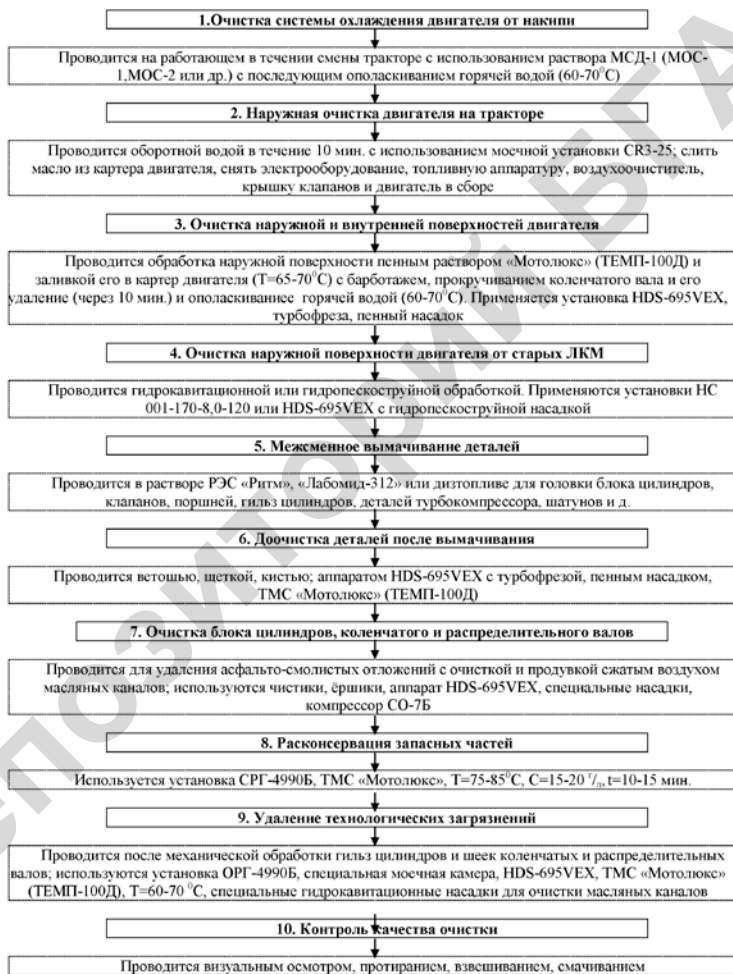 1.Очистка системы охлаждения двигателя от накипи
Проводится на работающем в течении смены тракторе с использованием раствора МСД-1 (МОС-
1,МОС-2 или др.) с последующим ополаскиванием горячей водой (60-70⁰С)
2. Наружная очистка двигателя на тракторе
Проводится оборотной водой в течение 10 мин. с использованием моечной установки CR3-25; слить
масло из картера двигателя, снять электрооборудование, топливную аппаратуру, воздухоочиститель,
крышку клапанов и двигатель в сборе
3. Очистка наружной и внутренней поверхностей двигателя
Проводится обработка наружной поверхности пенным раствором «Мотолюкс» (ТЕМП-100Д) и
заливкой его в картер двигателя (Т=65-70⁰С) с барботажем, прокручиванием коленчатого вала и его
удаление (через 10 мин.) и ополаскиваниее горячей водой (60-70⁰С). Применяется установка HDS-695VEX,
турбофреза, пенный насадок
4. Очистка наружной поверхности двигателя от старых ЛКМ
Проводится гидрокавитационной или гидропескоструйной обработкой. Применяются установки НС
001-170-8,0-120 или HDS-695VEX с гидропескоструйной насадкой
5. Межсменное вымачивание деталей
Проводится в растворе РЭС «Ритм», «Лабомид-312» или дизтопливе для головки блока цилиндров,
клапанов, поршней, гильз цилиндров, деталей турбокомпрессора, шатунов и д.
6. Доочистка деталей после вымачивания
Проводится ветошью, щеткой, кистью; аппаратом HDS-695VEX с турбофрезой, пенным насадком,
ТМС «Мотолюкс» (ТЕМП-100Д)
7. Очистка блока цилиндров, коленчатого и распределительного валов
Проводится для удаления асфальто-смолистых отложений с очисткой и продувкой сжатым воздухом
масляных каналов; используются чистики, ёршики, аппарат HDS-695VEX, специальные насадки,
компрессор СО-7Б
8. Расконсервация запасных частей
Используется установка СРГ-4990Б, ТМС «Мотолюкс», Т=75-85⁰С, С=15-20 г/л, t=10-15 мин.
9. Удаление технологических загрязнений
Проводится после механической обработки гильз цилиндров и шеек коленчатых и распределительных
валов; используются установка ОРГ-4990Б, специальная моечная камера, HDS-695VEX, ТМС «Мотолюкс»
(ТЕМП-100Д), Т=60-70 ⁰С, специальные гидрокавитационные насадки для очистки масляных каналов
10. Контроль качества очистки
Проводится визуальным осмотром, протиранием, взвешиванием, смачиванием